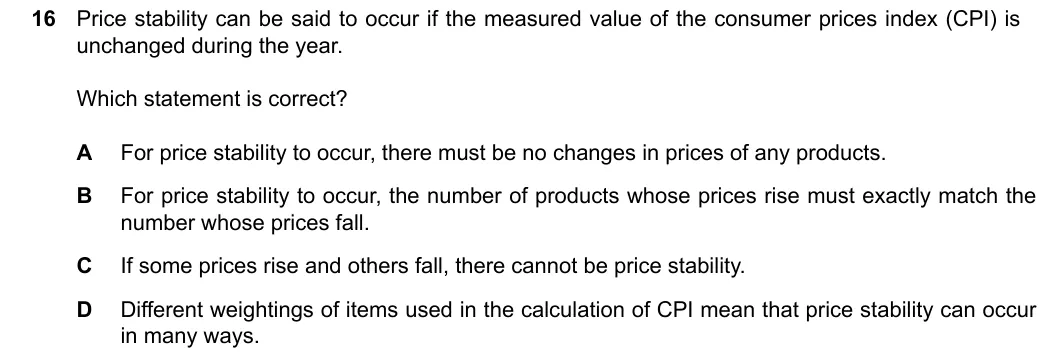 16 Price stability can be said to occur if the measured value of the consumer prices index (CPI) is
unchanged during the year.
Which statement is correct?
A For price stability to occur, there must be no changes in prices of any products.
B For price stability to occur, the number of products whose prices rise must exactly match the
number whose prices fall.
C If some prices rise and others fall, there cannot be price stability.
D Different weightings of items used in the calculation of CPI mean that price stability can occur
in many ways.